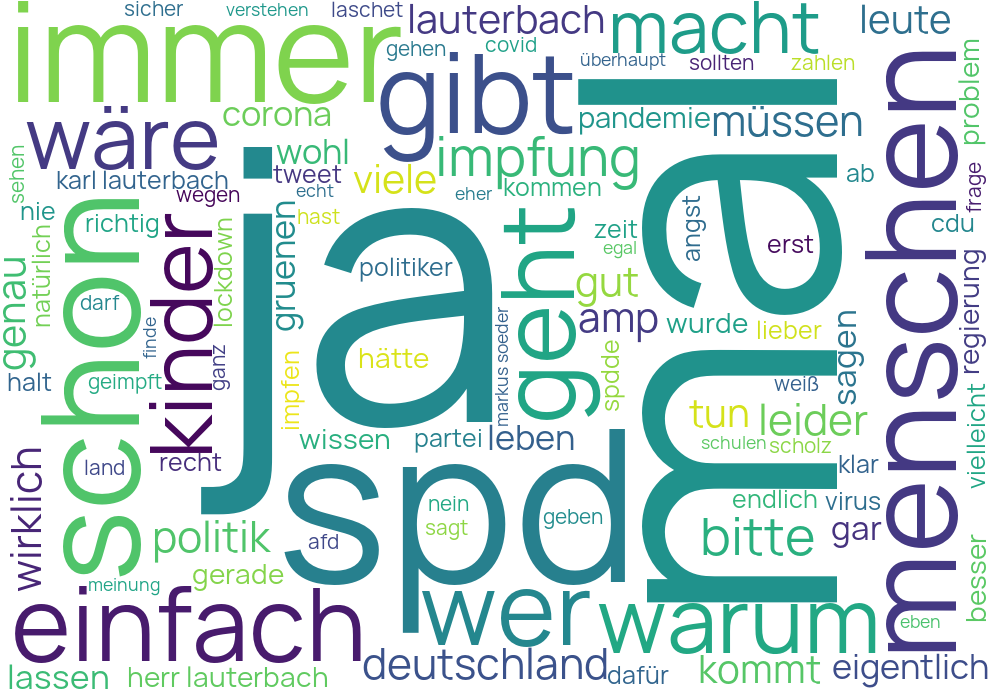 sicher
verstehen
laschet
lauterbach
macht
leute
immer
gehen
covid
überhaupt
sollten
zahlen
gibt
menschen
problem
corona
pandemie
müssen
wäre
wohl
impfung
mal
ab
sehen
karl lauterbach
tweet
viele
kommen
wegen
echt
eher
frage
nie
richtig
hast
zeit
angst
cdu
natürlich
schon
kinder
lockdown
gruenen
ja
geht
egal
erst
genau
politiker
gut
regierung
darf
amp
wurde
lieber
finde
ganz
hätte
markus soeder
spdde
sagen
halt
geimpft
impfen
weiß
tun
leider
vielleicht
wissen
partei
leben
schulen
scholz
land
recht
klar
wirklich
spd
nein
geben
endlich
virus
politik
afd
sagt
bitte
gar
besser
gerade
meinung
einfach
wer
warum
eben
lassen
herr lauterbach
deutschland
dafür
kommt
eigentlich